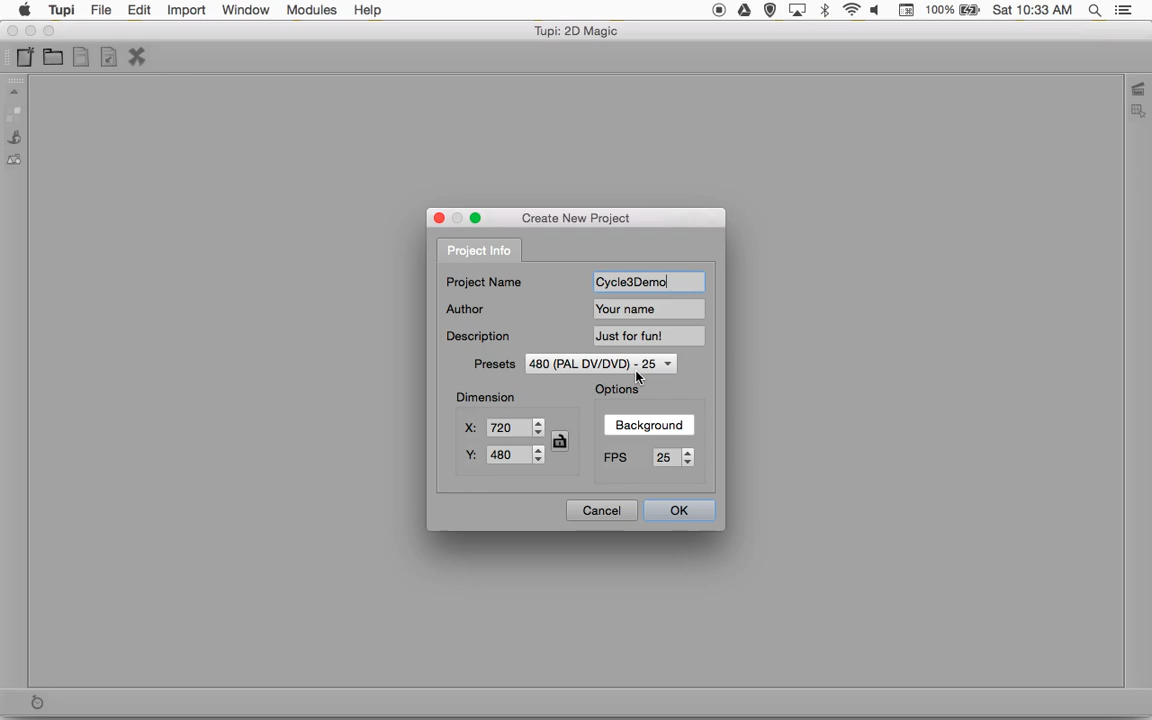 Tupi File Edit Import Window Modules Help 100% Sat 10:33 AM
Tupi: 2D Magic
Create New Project
Project Info
Project Name Cycle3Demo
Author Your name
Description Just for fun!
Presets 480 (PAL DV/DVD) - 25
Dimension Options
X: 720 Background
Y: 480 FPS 25
Cancel OK